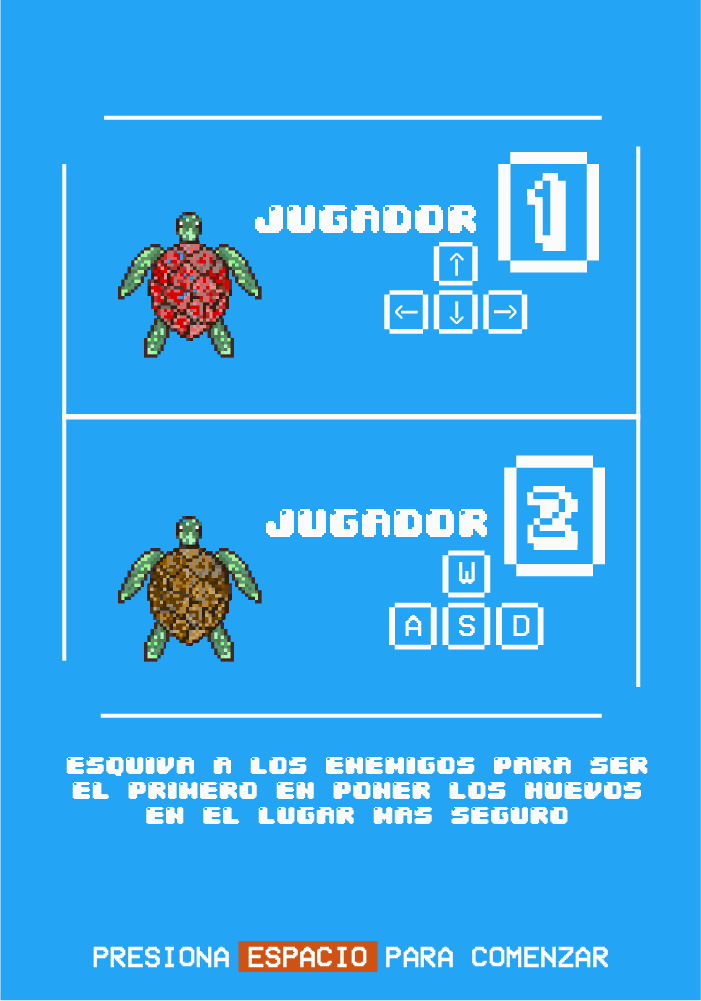 JUGADOR 1
↑
← ↓ →
JUGADOR 2
W
A S D
ESQUIVA A LOS ENEMIGOS PARA SER
EL PRIMERO EN PONER LOS HUEVOS
EN EL LUGAR MAS SEGURO
PRESIONA ESPACIO PARA COMENZAR